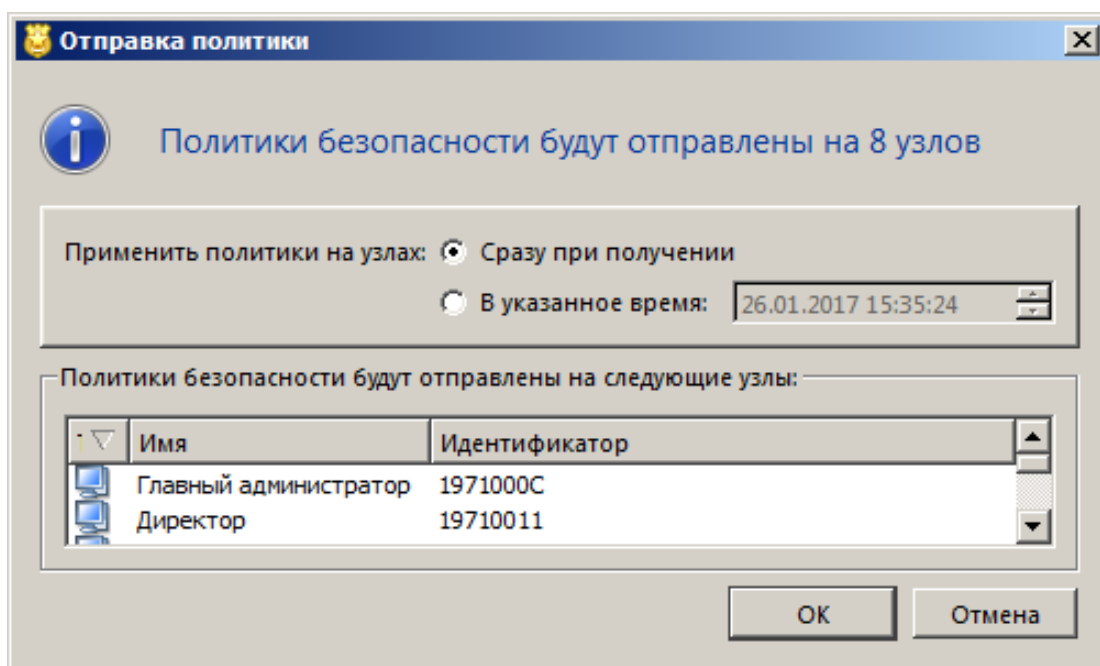 Отправка политики
Политики безопасности будут отправлены на 8 узлов
Применить политики на узлах: Сразу при получении
В указанное время: 26.01.2017 15:35:24
Политики безопасности будут отправлены на следующие узлы:
Имя Идентификатор
Главный администратор 1971000C
Директор 19710011
OK Отмена